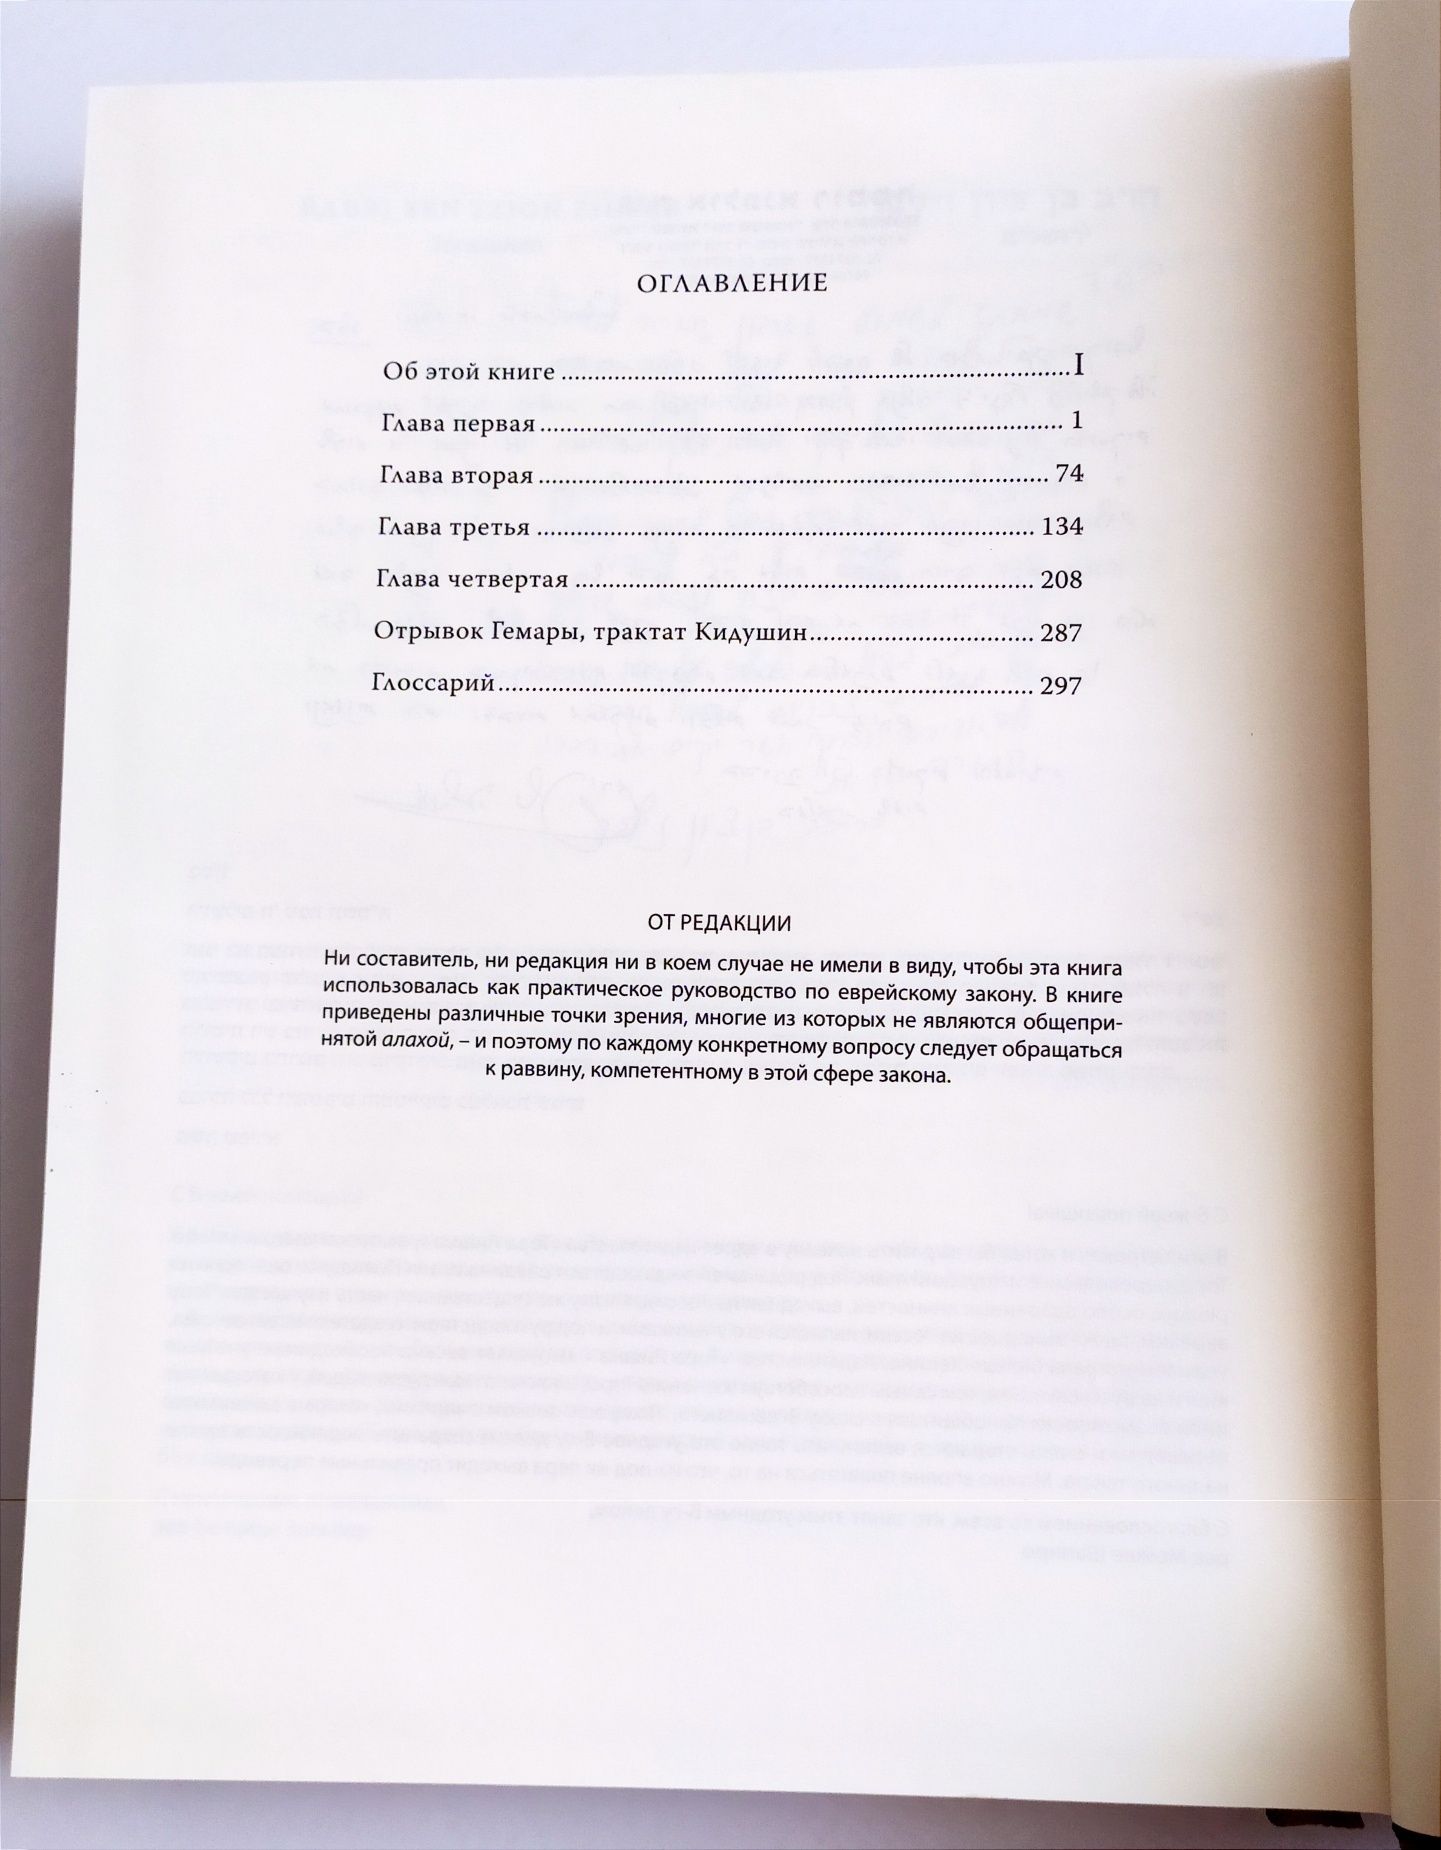 ОГЛАВЛЕНИЕ
Об этой книге ........ I
Глава первая ........ 1
Глава вторая ........ 74
Глава третья ........ 134
Глава четвертая ........ 208
Отрывок Гемары, трактат Кидушин ........ 287
Глоссарий ........ 297
ОТ РЕДАКЦИИ
Ни составитель, ни редакция ни в коем случае не имели в виду, чтобы эта книга
использовалась как практическое руководство по еврейскому закону. В книге
приведены различные точки зрения, многие из которых не являются общепри-
нятой алахой, – и поэтому по каждому конкретному вопросу следует обращаться
к раввину, компетентному в этой сфере закона.